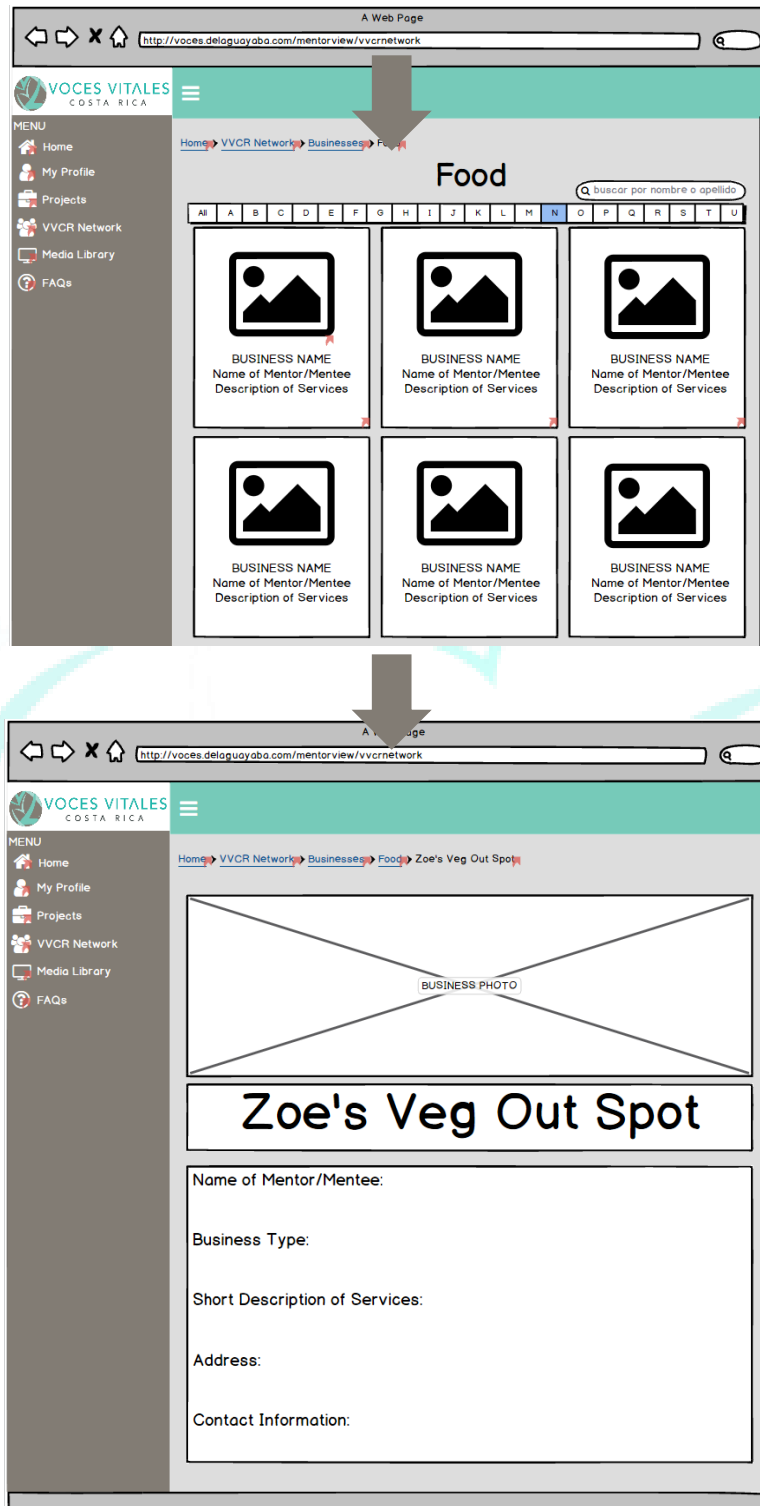 A Web Page
http://voces.delaguayaba.com/mentorview/vvcrnetwork
VOCES VITALES
COSTA RICA
MENU
Home
My Profile
Projects
VVCR Network
Media Library
FAQs
Home VVCR Network Businesses
Food
buscar por nombre o apellido
All A B C D E F G H I J K L M N O P Q R S T U
BUSINESS NAME
Name of Mentor/Mentee
Description of Services
BUSINESS NAME
Name of Mentor/Mentee
Description of Services
BUSINESS NAME
Name of Mentor/Mentee
Description of Services
BUSINESS NAME
Name of Mentor/Mentee
Description of Services
BUSINESS NAME
Name of Mentor/Mentee
Description of Services
BUSINESS NAME
Name of Mentor/Mentee
Description of Services
http://voces.delaguayaba.com/mentorview/vvcrnetwork
VOCES VITALES
COSTA RICA
MENU
Home
My Profile
Projects
VVCR Network
Media Library
FAQs
Home VVCR Network Businesses Food Zoe's Veg Out Spot
BUSINESS PHOTO
Zoe's Veg Out Spot
Name of Mentor/Mentee:
Business Type:
Short Description of Services:
Address:
Contact Information: